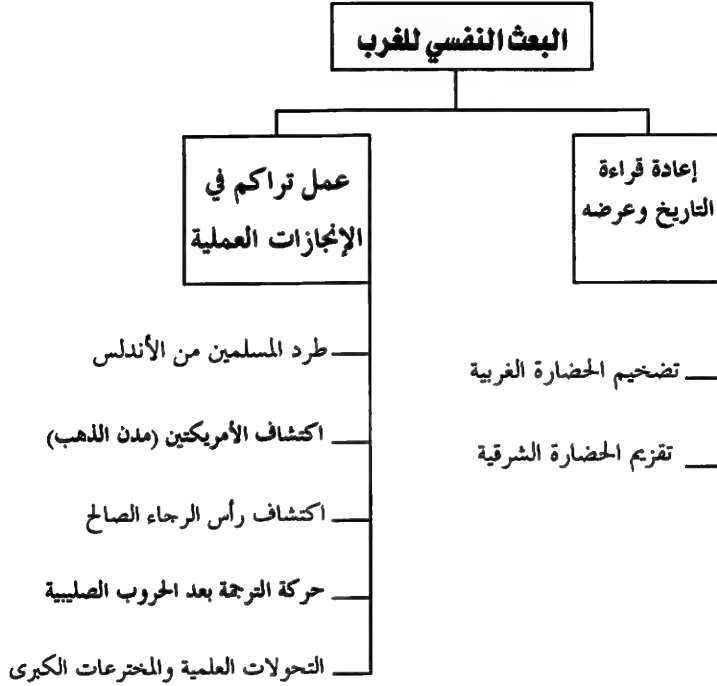 البعث النفسي للغرب
إعادة قراءة
التاريخ وعرضه
تضخيم الحضارة الغربية
تقزيم الحضارة الشرقية
عمل تراكم في
الإنجازات العملية
طرد المسلمين من الأندلس
اكتشاف الأمريكتين (مدن الذهب)
اكتشاف رأس الرجاء الصالح
حركة الترجمة بعد الحروب الصليبية
التحولات العلمية والمخترعات الكبرى